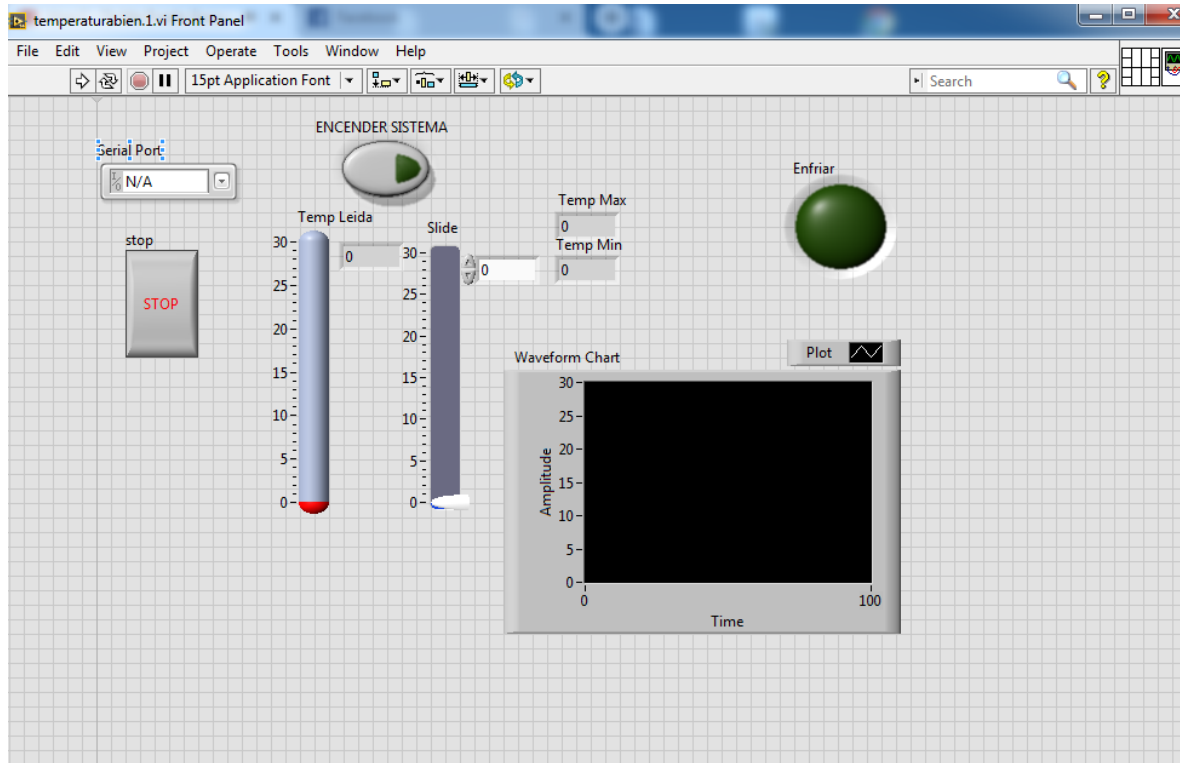 temperaturabien.1.vi Front Panel
File Edit View Project Operate Tools Window Help
15pt Application Font
Search
ENCENDER SISTEMA
Serial Port
N/A
Enfriar
Temp Leida
0
Slide
0
Temp Max
0
Temp Min
0
stop
STOP
30
25
20
15
10
5
0
30
25
20
15
10
5
0
Waveform Chart
Plot
Amplitude
30
25
20
15
10
5
0
0
100
Time